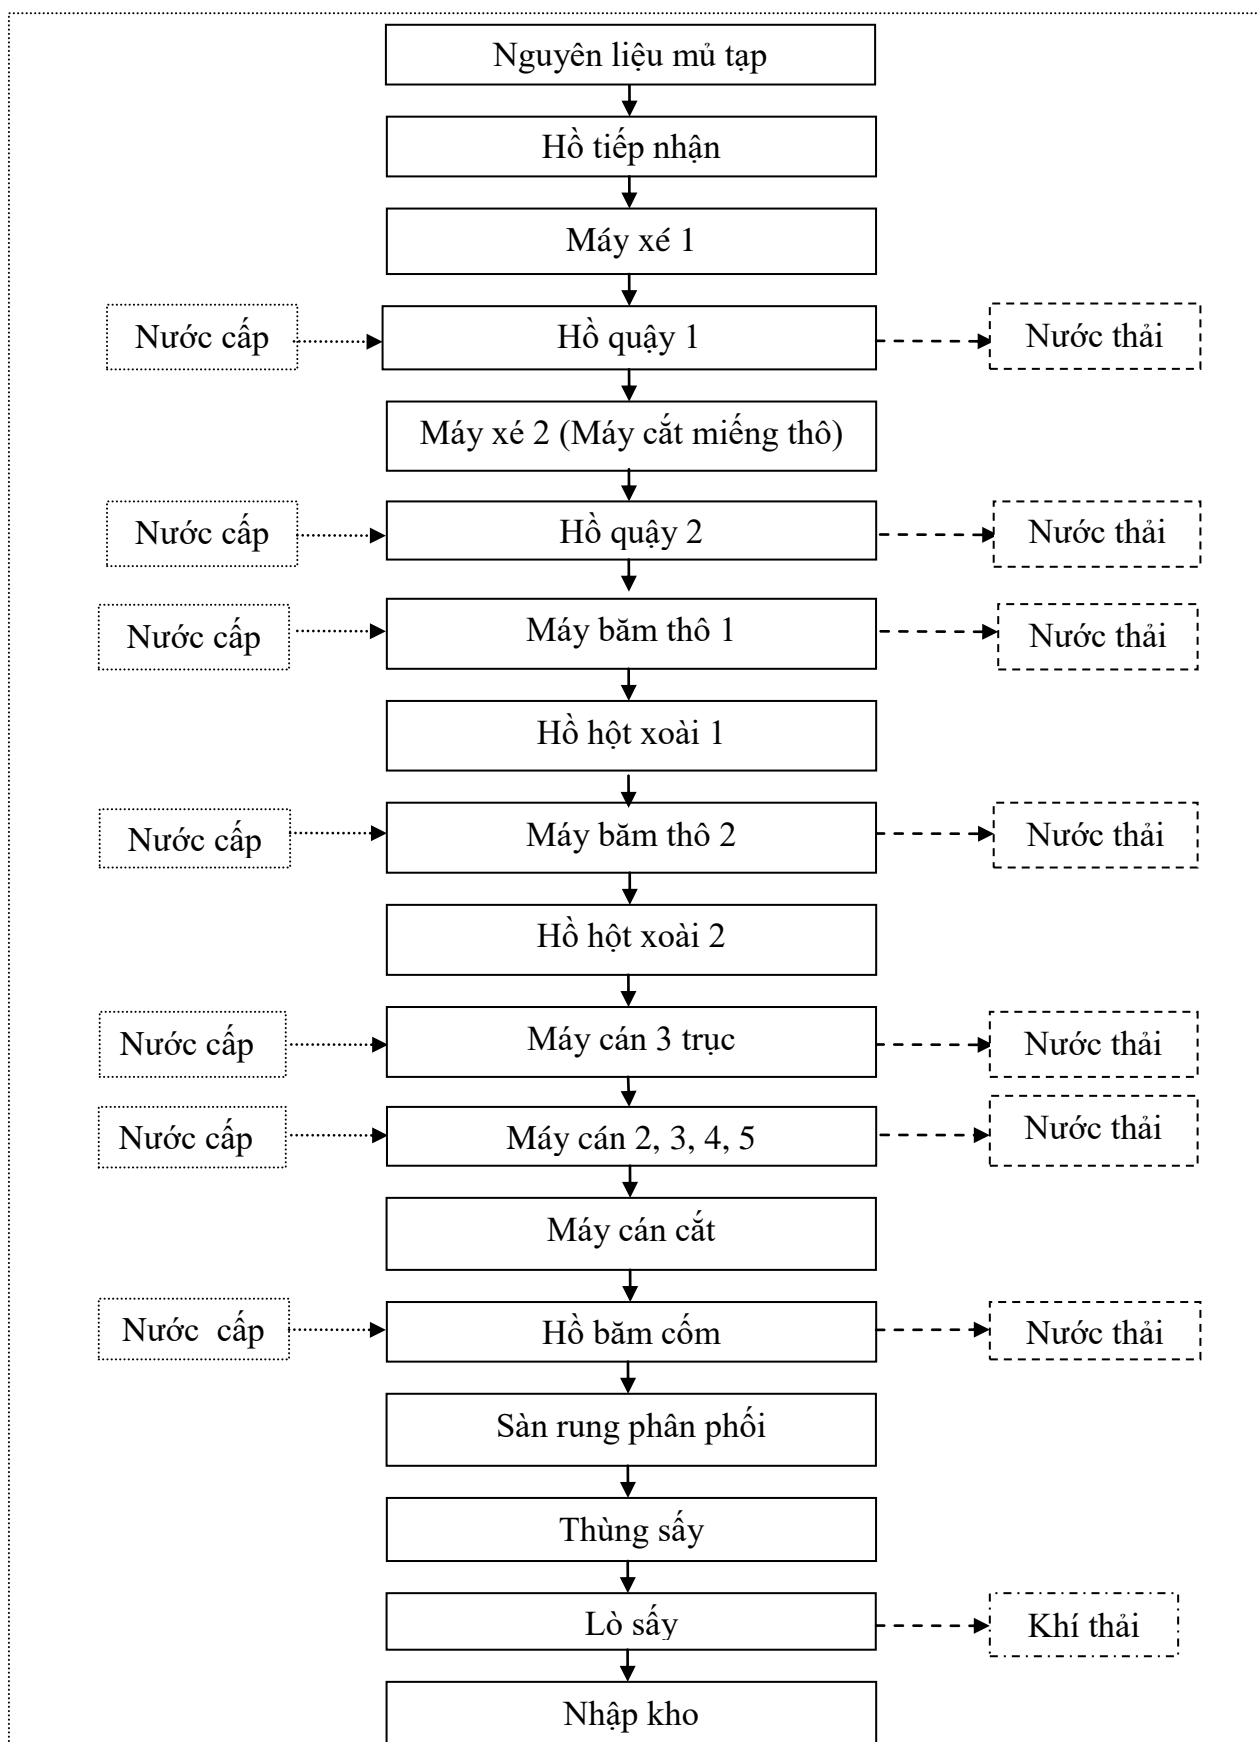 Nguyên liệu mủ tạp
Hồ tiếp nhận
Máy xé 1
Nước cấp
Hồ quậy 1
Nước thải
Máy xé 2 (Máy cắt miếng thô)
Nước cấp
Hồ quậy 2
Nước thải
Nước cấp
Máy băm thô 1
Nước thải
Hồ hột xoài 1
Nước cấp
Máy băm thô 2
Nước thải
Hồ hột xoài 2
Nước cấp
Máy cán 3 trục
Nước thải
Nước cấp
Máy cán 2, 3, 4, 5
Nước thải
Máy cán cắt
Nước cấp
Hồ băm cốm
Nước thải
Sàn rung phân phối
Thùng sấy
Lò sấy
Khí thải
Nhập kho